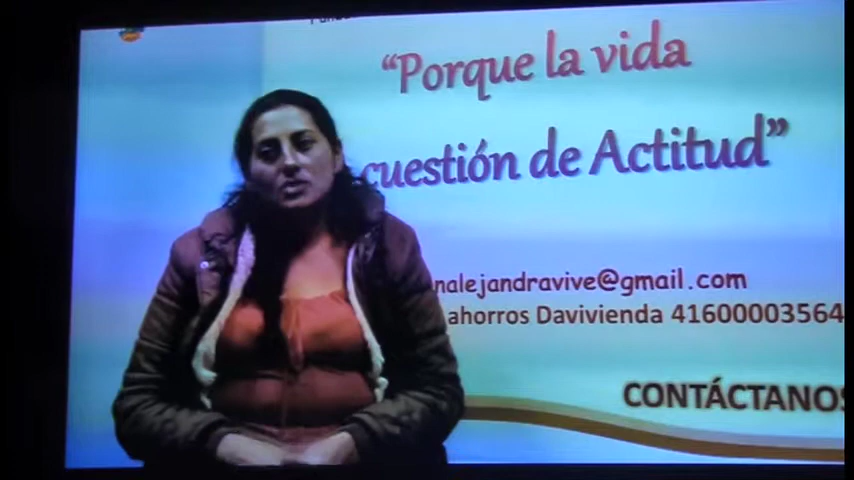 “Porque la vida
cuestión de Actitud”
nalejandravive@gmail.com
ahorros Davivienda 41600003564
CONTÁCTANOS